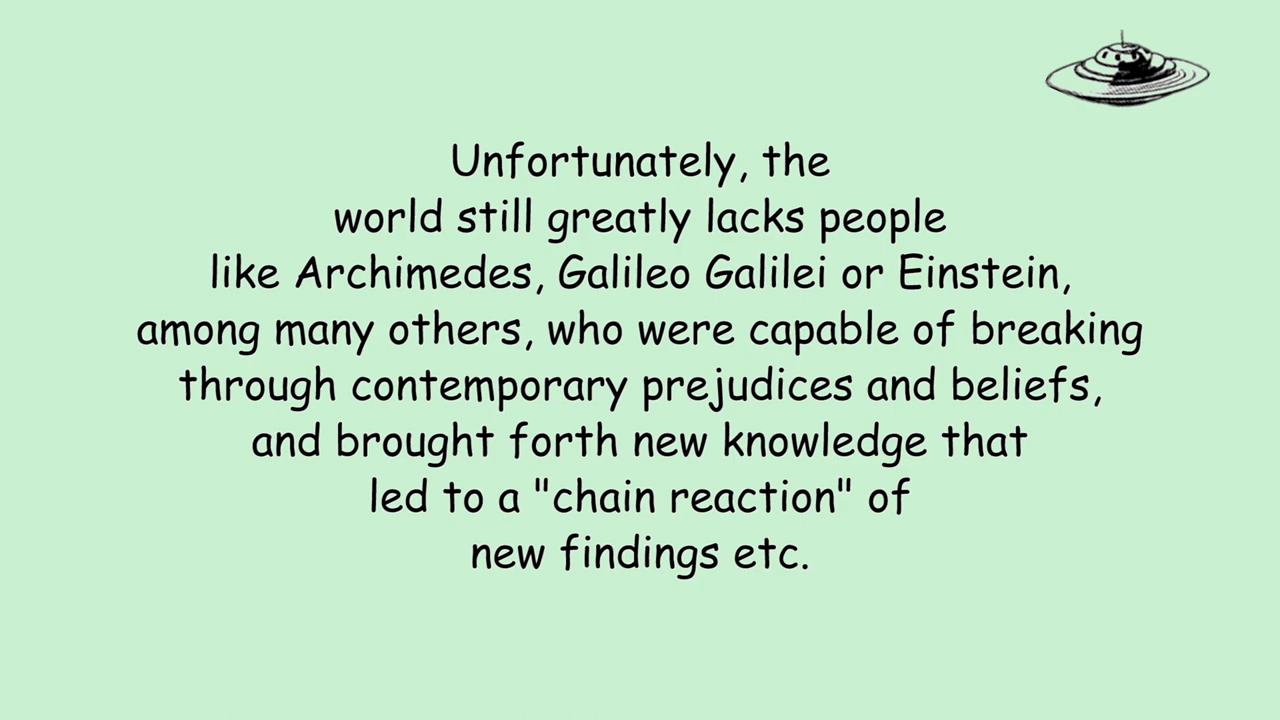 Unfortunately, the
world still greatly lacks people
like Archimedes, Galileo Galilei or Einstein,
among many others, who were capable of breaking
through contemporary prejudices and beliefs,
and brought forth new knowledge that
led to a "chain reaction" of
new findings etc.